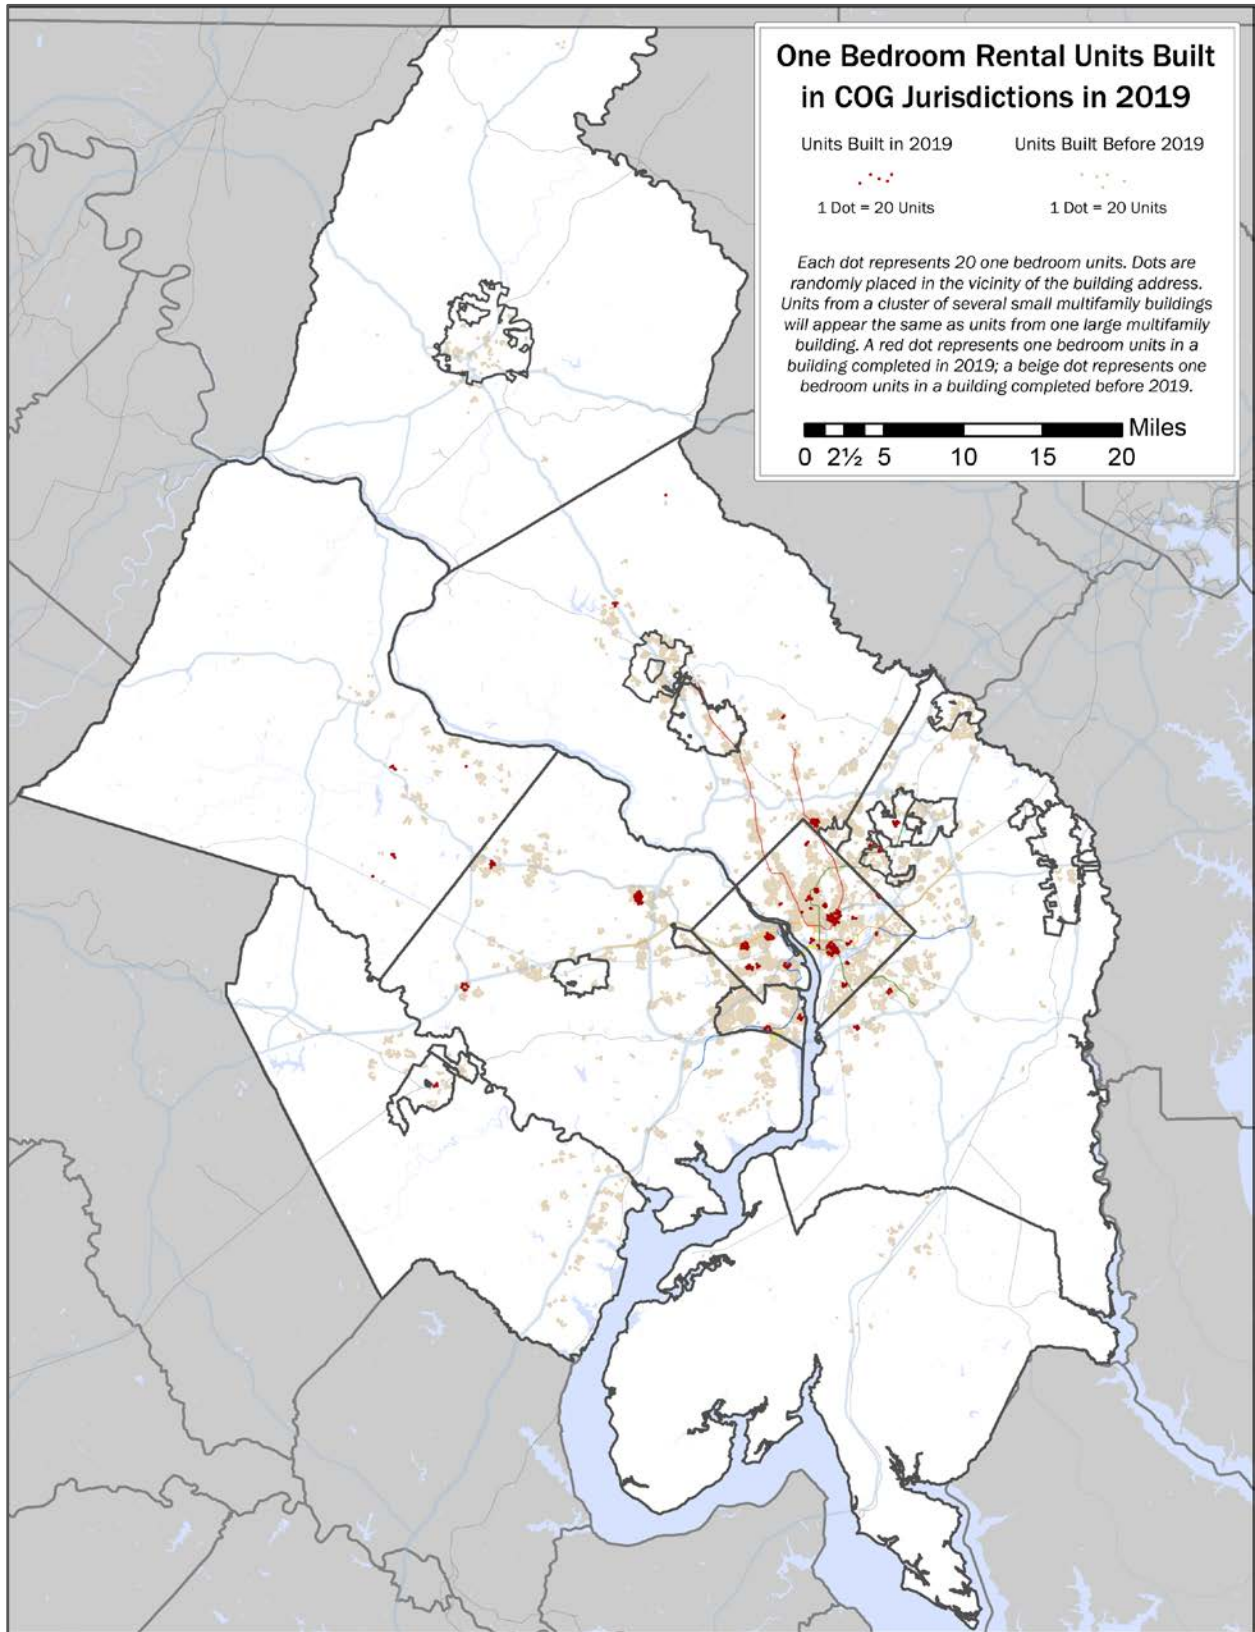 One Bedroom Rental Units Built
in COG Jurisdictions in 2019
Units Built in 2019 Units Built Before 2019
1 Dot = 20 Units 1 Dot = 20 Units
Each dot represents 20 one bedroom units. Dots are
randomly placed in the vicinity of the building address.
Units from a cluster of several small multifamily buildings
will appear the same as units from one large multifamily
building. A red dot represents one bedroom units in a
building completed in 2019; a beige dot represents one
bedroom units in a building completed before 2019.
Miles
0 2½ 5 10 15 20